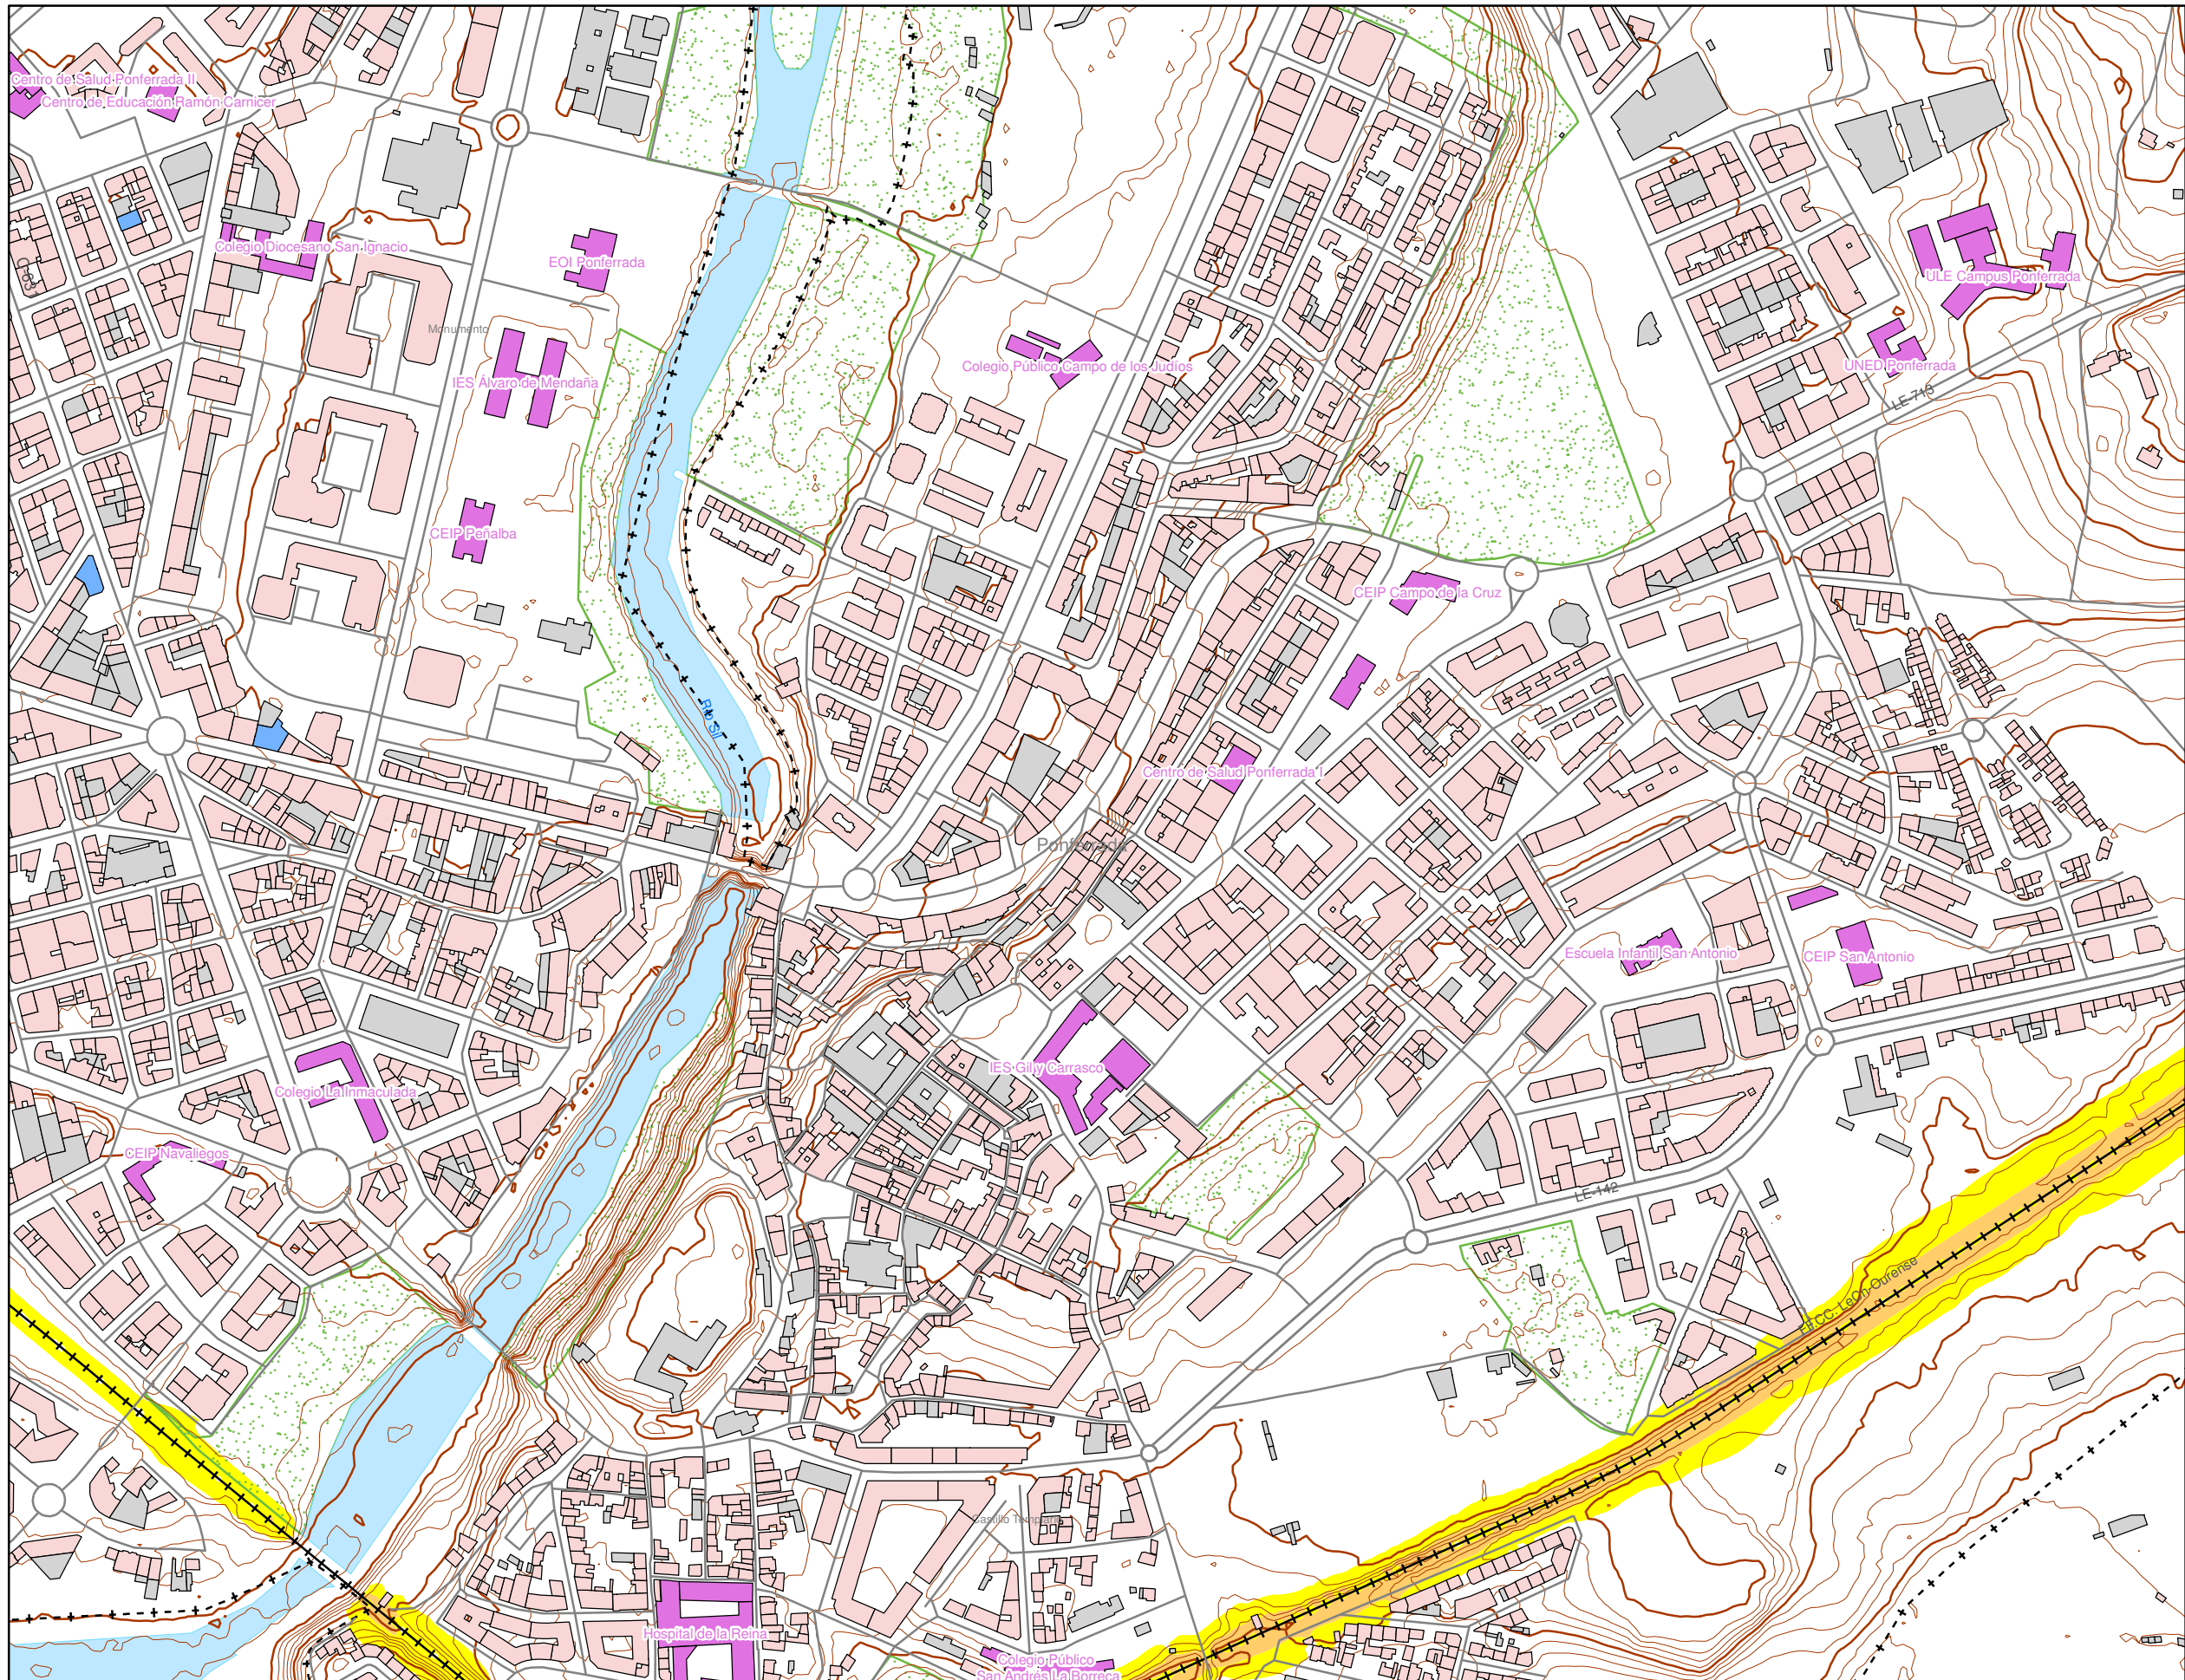 Centro de Salud Ponferrada II
Centro de Educación Ramón Carnicer
Colegio Diocesano San Ignacio
EOI Ponferrada
ULE Campus Ponferrada
Monumento
Colegio Público Campo de los Judíos
UNED Ponferrada
IES Álvaro de Mendaña
LE-713
CEIP Peñalba
CEIP Campo de la Cruz
Río Sil
Centro de Salud Ponferrada I
Ponferrada
Escuela Infantil San Antonio
CEIP San Antonio
IES Gil y Carrasco
Colegio La Inmaculada
CEIP Navaliegos
LE-142
FF.CC. LeOn-Ourense
Castillo Templario
Hospital de la Reina
Colegio Público
San Andrés La Borreca